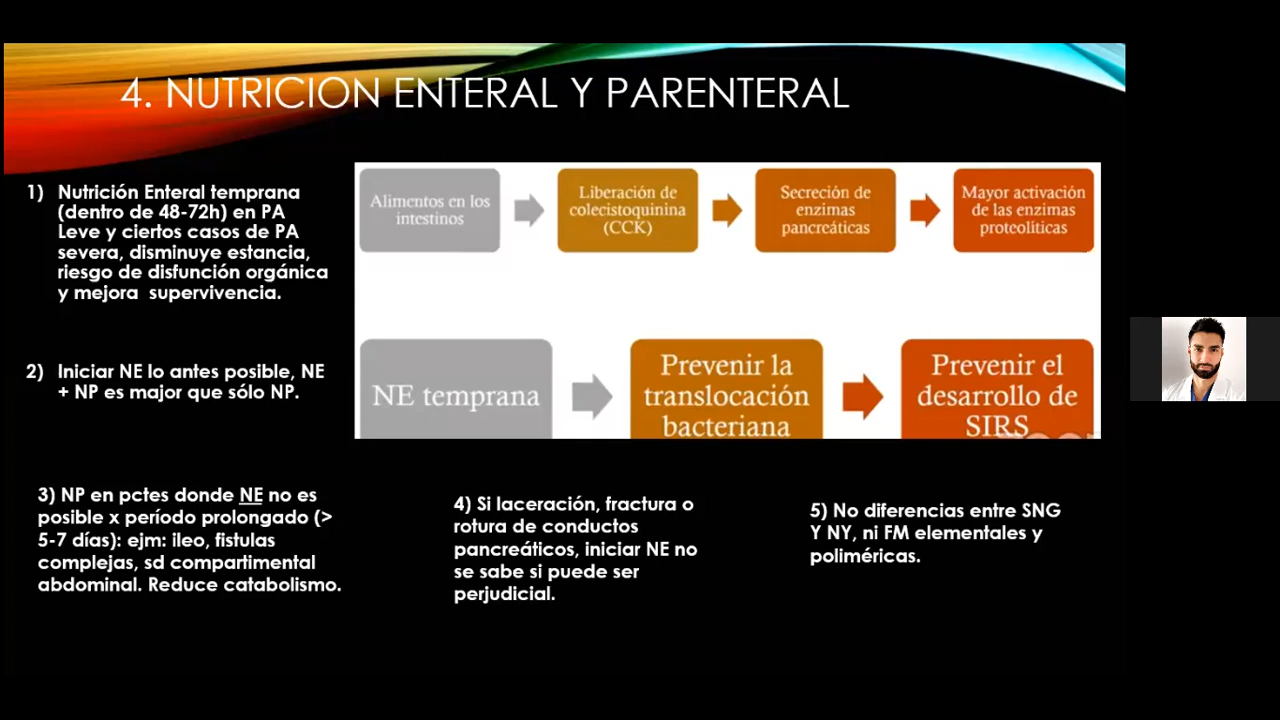 4. NUTRICION ENTERAL Y PARENTERAL
1) Nutrición Enteral temprana
(dentro de 48-72h) en PA
Leve y ciertos casos de PA
severa, disminuye estancia,
riesgo de disfunción orgánica
y mejora supervivencia.
2) Iniciar NE lo antes posible, NE
+ NP es major que sólo NP.
Alimentos en los
intestinos
Liberación de
colecistoquinina
(CCK)
Secreción de
enzimas
pancreáticas
Mayor activación
de las enzimas
proteolíticas
NE temprana
Prevenir la
translocación
bacteriana
Prevenir el
desarrollo de
SIRS
3) NP en pctes donde NE no es
posible x período prolongado (>
5-7 días): ejm: ileo, fistulas
complejas, sd compartimental
abdominal. Reduce catabolismo.
4) Si laceración, fractura o
rotura de conductos
pancreáticos, iniciar NE no
se sabe si puede ser
perjudicial.
5) No diferencias entre SNG
Y NY, ni FM elementales y
poliméricas.